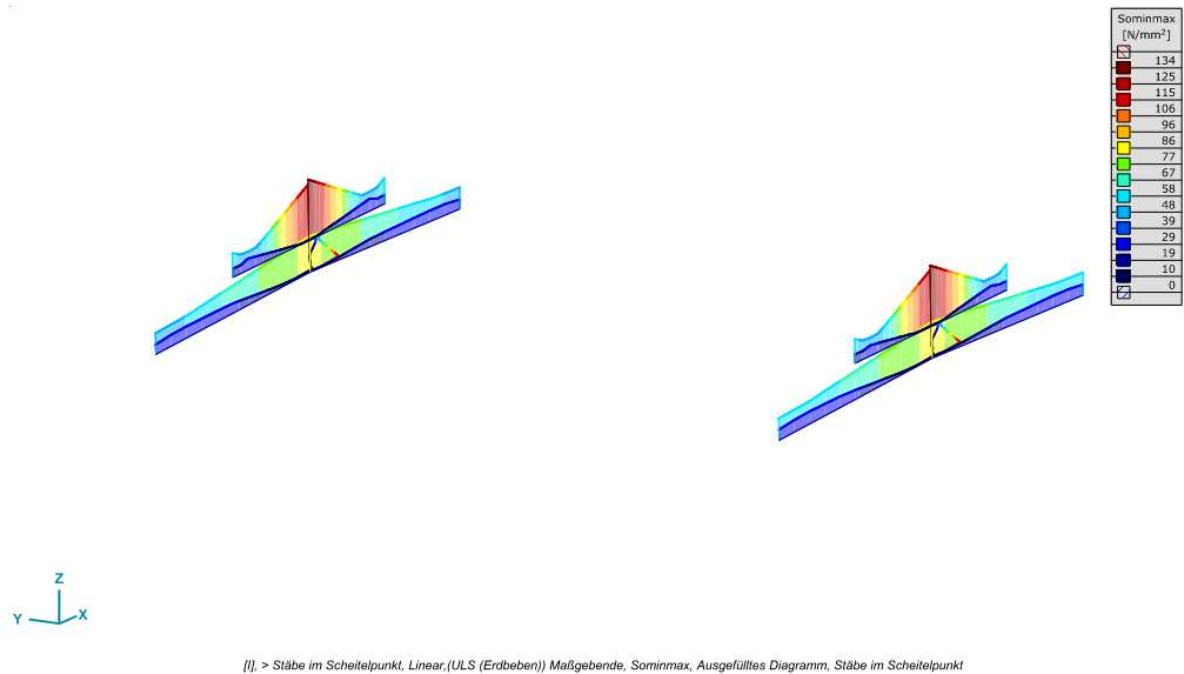 Sominmax
[N/mm²]
134
125
115
106
96
86
77
67
58
48
39
29
19
10
0
Z
Y
X
[I], > Stäbe im Scheitelpunkt, Linear,(ULS (Erdbeben)) Maßgebende, Sominmax, Ausgefülltes Diagramm, Stäbe im Scheitelpunkt